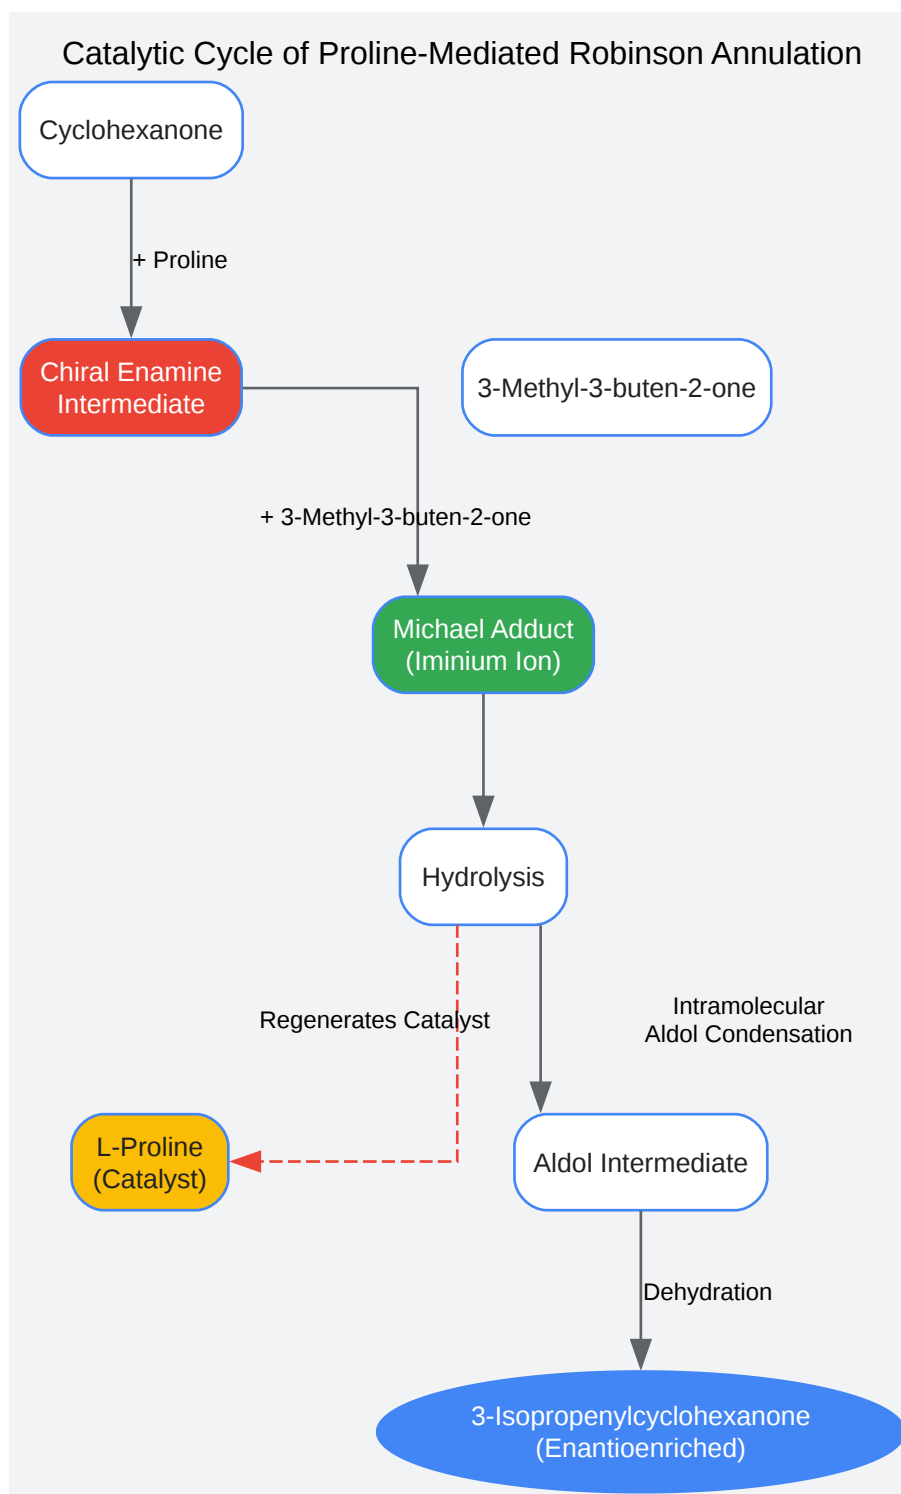 Catalytic Cycle of Proline-Mediated Robinson Annulation
Cyclohexanone
+ Proline
Chiral Enamine
Intermediate
3-Methyl-3-buten-2-one
+ 3-Methyl-3-buten-2-one
Michael Adduct
(Iminium Ion)
Hydrolysis
Regenerates Catalyst
Intramolecular
Aldol Condensation
L-Proline
(Catalyst)
Aldol Intermediate
Dehydration
3-Isopropenylcyclohexanone
(Enantioenriched)